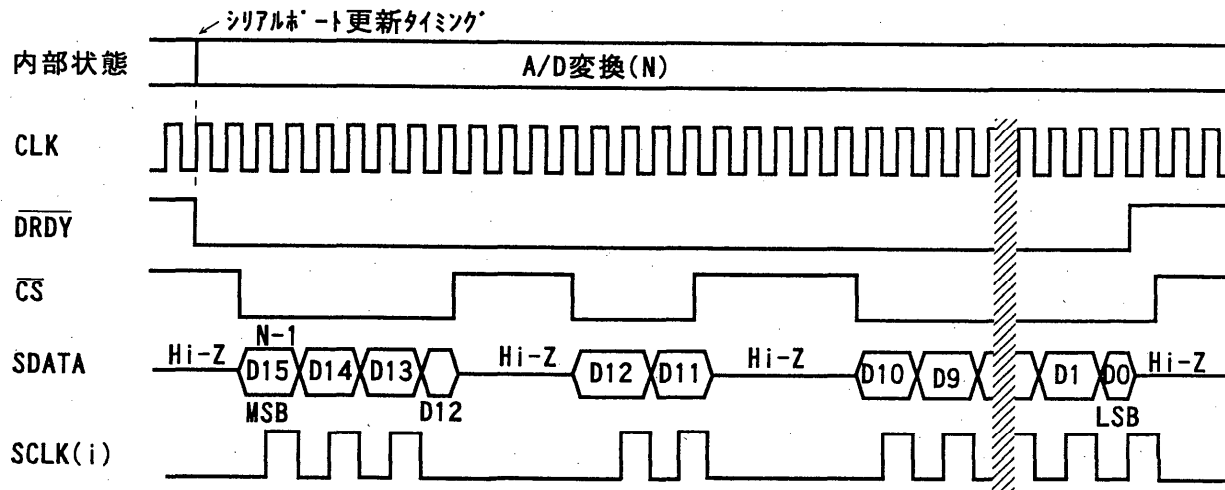 シリアルポート更新タイミング
内部状態
A/D変換(N)
CLK
DRDY
CS
N-1
SDATA
Hi-Z D15 D14 D13 Hi-Z D12 D11 Hi-Z D10 D9 D1 D0 Hi-Z
MSB D12 LSB
SCLK(i)